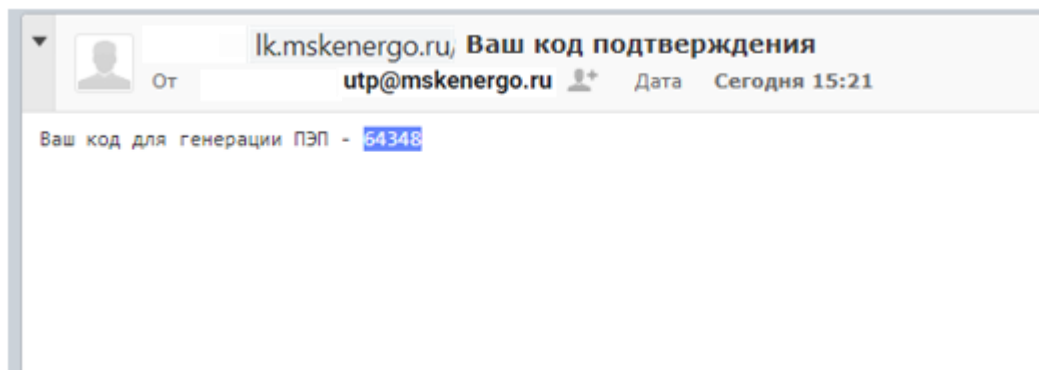 lk.mskenergo.ru, Ваш код подтверждения
От utp@mskenergo.ru Дата Сегодня 15:21
Ваш код для генерации ПЭП - 64348